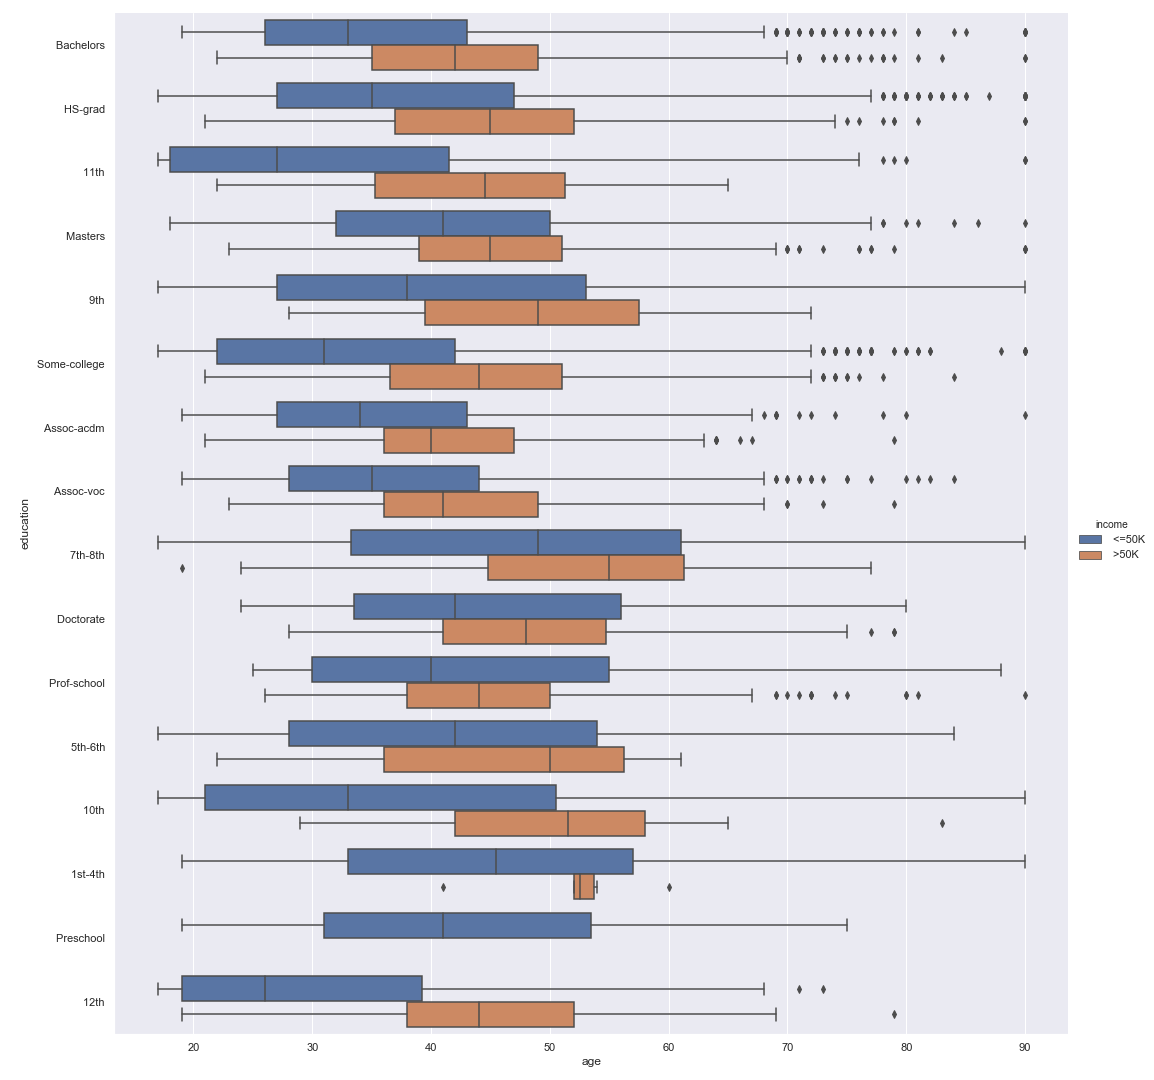 Bachelors
HS-grad
11th
Masters
9th
Some-college
Assoc-acdm
Assoc-voc
7th-8th
Doctorate
Prof-school
5th-6th
10th
1st-4th
Preschool
12th
education
20 30 40 50 60 70 80 90
age
income
<=50K
>50K